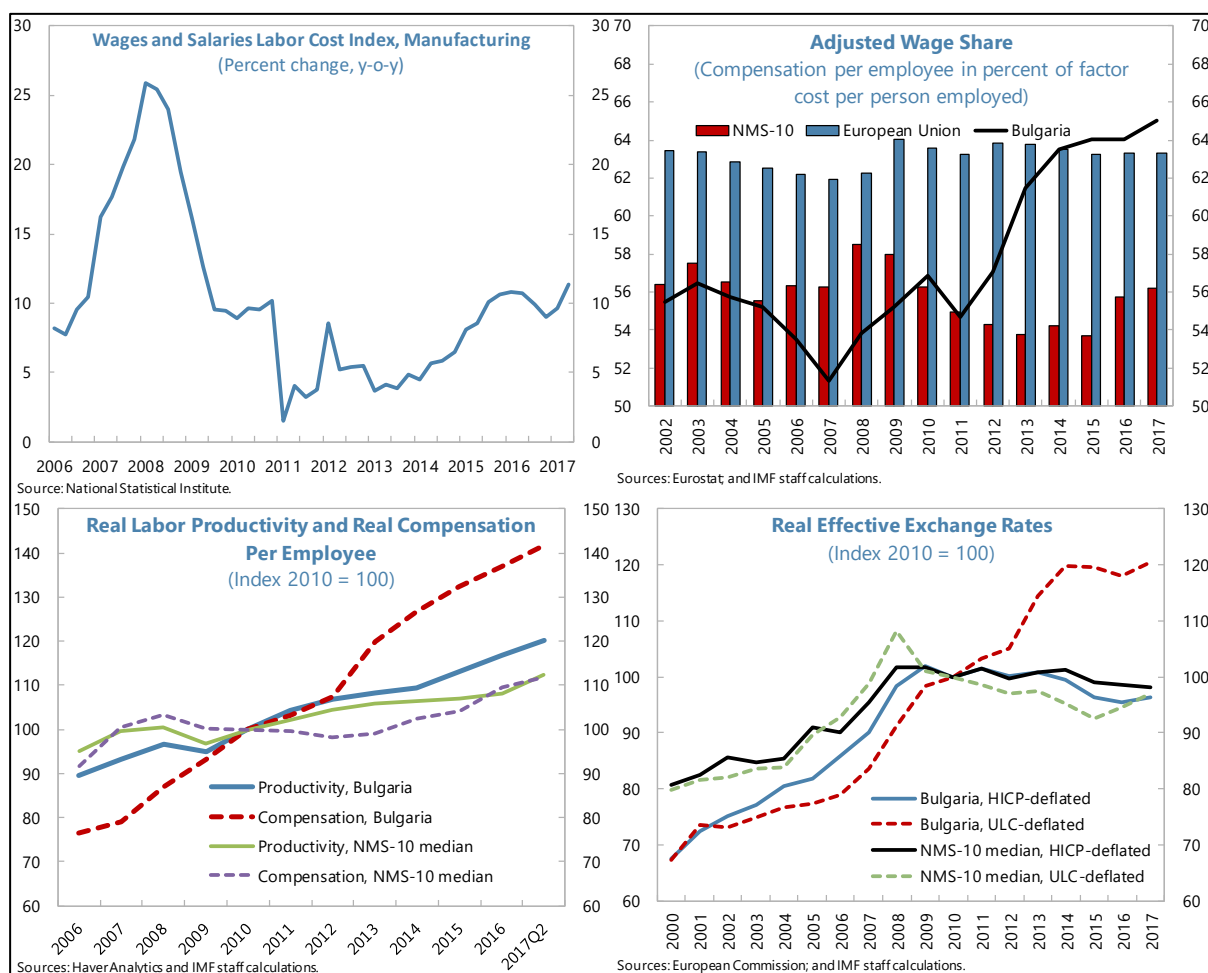 Wages and Salaries Labor Cost Index, Manufacturing
(Percent change, y-o-y)
30
25
20
15
10
5
0
30
25
20
15
10
5
0
2006 2007 2008 2009 2010 2011 2012 2013 2014 2015 2016 2017
Source: National Statistical Institute.
Adjusted Wage Share
(Compensation per employee in percent of factor
cost per person employed)
NMS-10 European Union Bulgaria
70
68
66
64
62
60
58
56
54
52
50
70
68
66
64
62
60
58
56
54
52
50
2002 2003 2004 2005 2006 2007 2008 2009 2010 2011 2012 2013 2014 2015 2016 2017
Sources: Eurostat; and IMF staff calculations.
Real Labor Productivity and Real Compensation
Per Employee
(Index 2010 = 100)
150
140
130
120
110
100
90
80
70
60
150
140
130
120
110
100
90
80
70
60
Productivity, Bulgaria
Compensation, Bulgaria
Productivity, NMS-10 median
Compensation, NMS-10 median
2006 2007 2008 2009 2010 2011 2012 2013 2014 2015 2016 2017Q2
Sources: Haver Analytics and IMF staff calculations.
Real Effective Exchange Rates
(Index 2010 = 100)
130
120
110
100
90
80
70
60
130
120
110
100
90
80
70
60
Bulgaria, HICP-deflated
Bulgaria, ULC-deflated
NMS-10 median, HICP-deflated
NMS-10 median, ULC-deflated
2000 2001 2002 2003 2004 2005 2006 2007 2008 2009 2010 2011 2012 2013 2014 2015 2016 2017
Sources: European Commission; and IMF staff calculations.